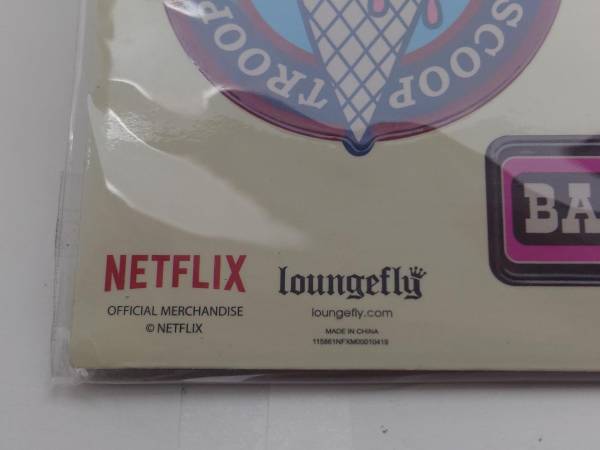 SCOOP
TROOP
BA
NETFLIX
OFFICIAL MERCHANDISE
© NETFLIX
loungefly
loungefly.com
MADE IN CHINA